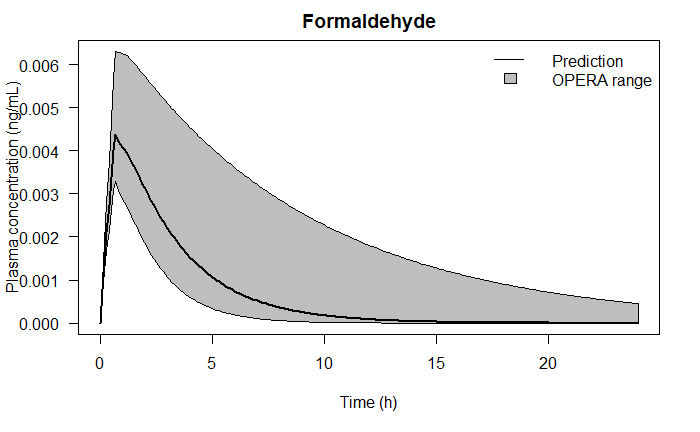 Formaldehyde
Prediction
OPERA range
Plasma concentration (ng/mL)
0.006
0.005
0.004
0.003
0.002
0.001
0.000
0
5
10
15
20
Time (h)